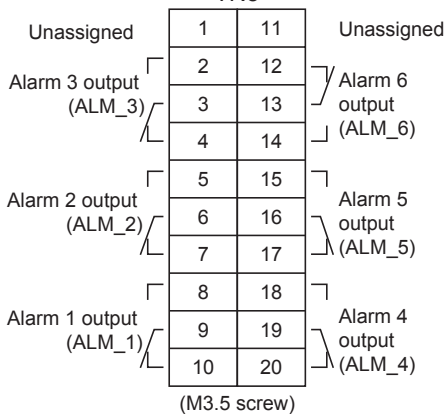 Unassigned 1 11 Unassigned
2 12
Alarm 3 output
(ALM_3)
3 13
Alarm 6
output
(ALM_6)
4 14
5 15
Alarm 2 output
(ALM_2)
6 16
Alarm 5
output
(ALM_5)
7 17
8 18
Alarm 1 output
(ALM_1)
9 19
Alarm 4
output
(ALM_4)
10 20
(M3.5 screw)